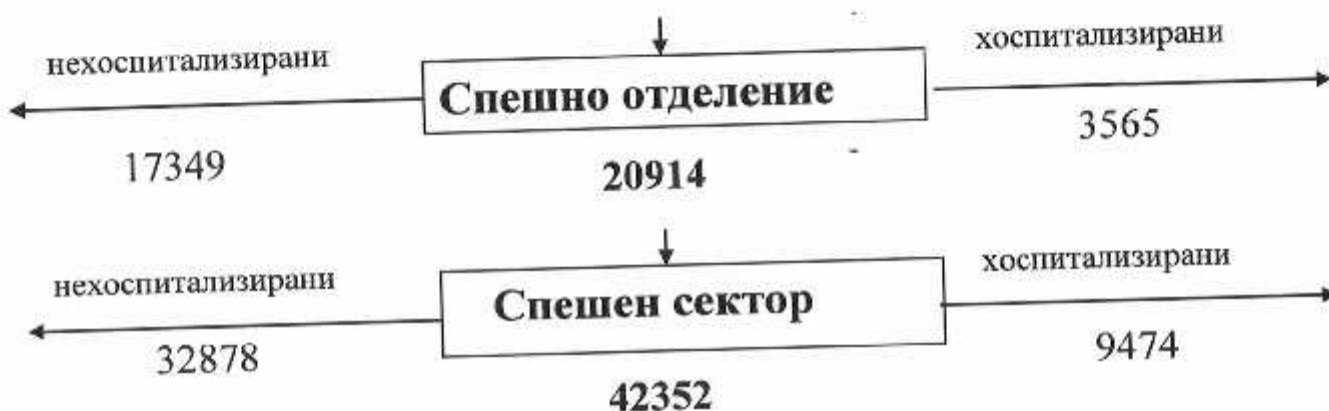 нехоспитализирани
Спешно отделение
хоспитализирани
17349
20914
3565
нехоспитализирани
Спешен сектор
хоспитализирани
32878
42352
9474